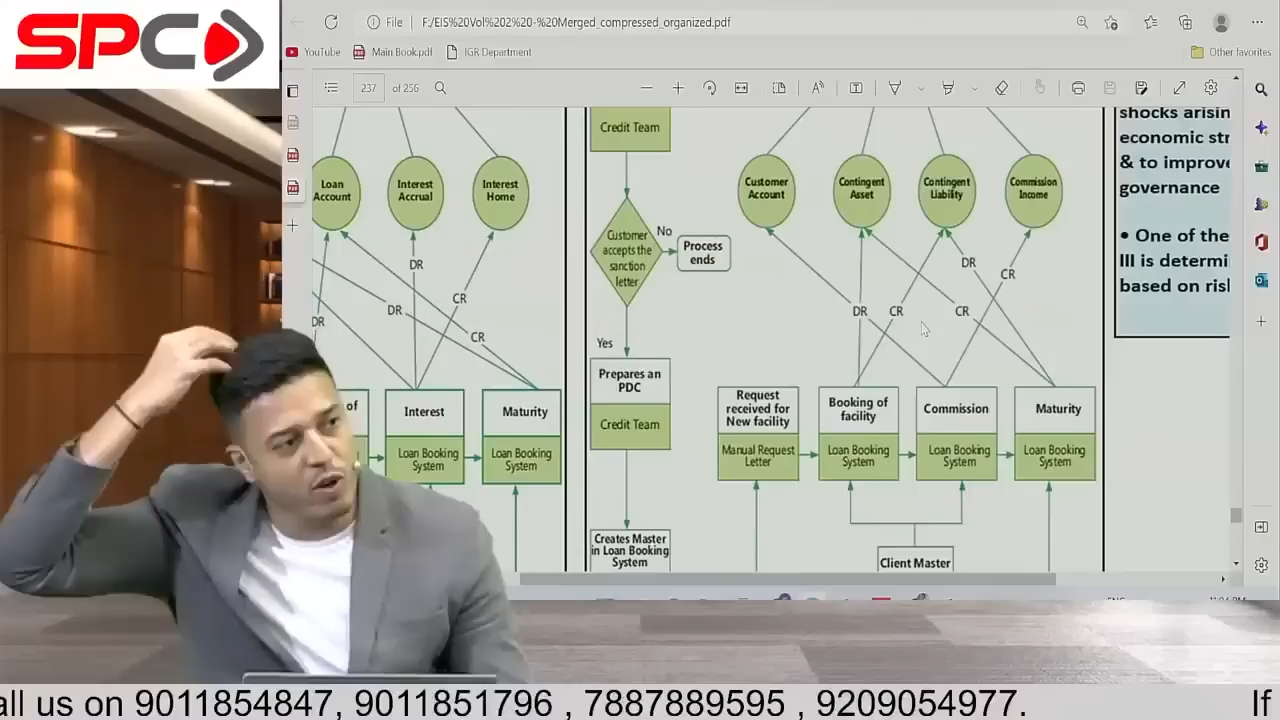 SPC
File
F:/EIS%20Vol%202%20-%20Merged_compressed_organized.pdf
YouTube
Main Book.pdf
IGR Department
Other favorites
237
of 256
Credit Team
Loan
Account
Interest
Accrual
Interest
Home
Customer
accepts the
sanction
letter
No
Process
ends
Customer
Account
Contingent
Asset
Contingent
Liability
Commission
Income
shocks arisin
economic str
& to improve
governance
• One of the
III is determi
based on risk
DR
DR
DR
CR
CR
DR
CR
CR
DR
CR
Yes
Prepares an
PDC
Credit Team
of
Interest
Loan Booking
System
Maturity
Loan Booking
System
Request
received for
New facility
Manual Request
Letter
Booking of
facility
Loan Booking
System
Commission
Loan Booking
System
Maturity
Loan Booking
System
Creates Master
in Loan Booking
System
Client Master
all us on 9011854847, 9011851796 , 7887889595 , 9209054977.
If